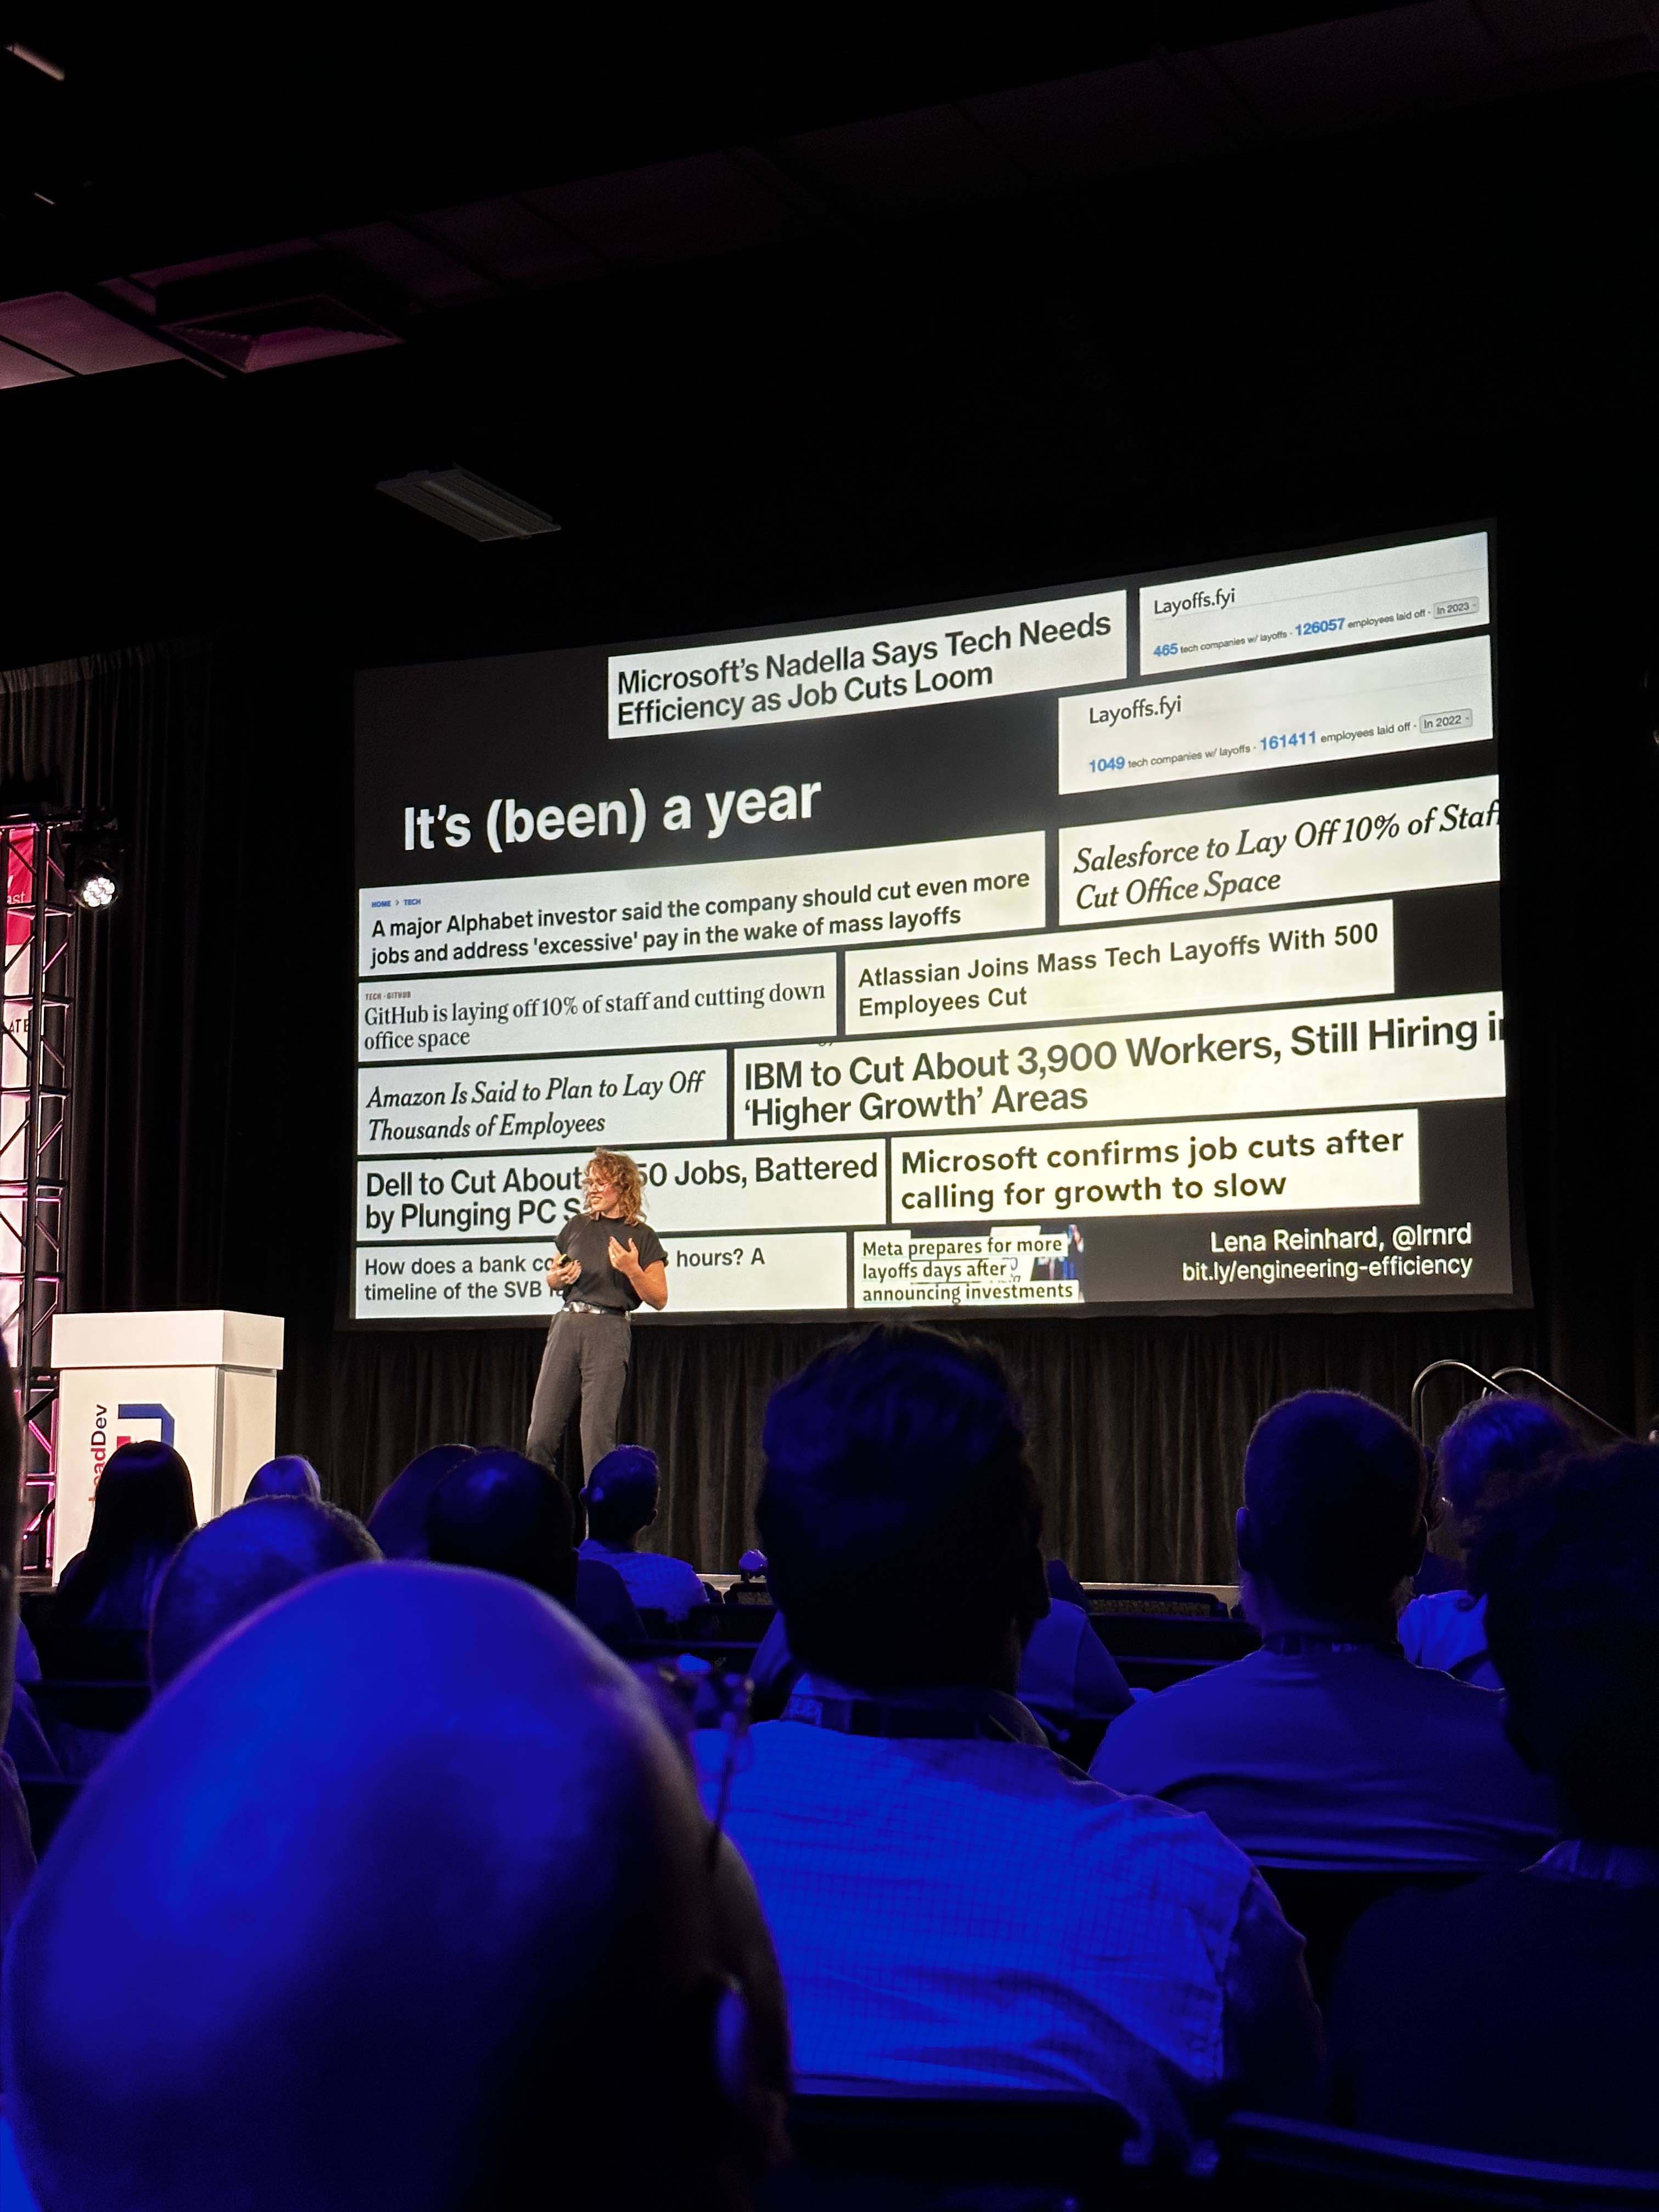 Microsoft's Nadella Says Tech Needs
Efficiency as Job Cuts Loom
Layoffs.fyi
465 tech companies w/ layoffs - 126057 employees laid off - In 2023
Layoffs.fyi
1049 tech companies w/ layoffs - 161411 employees laid off - In 2022
It's (been) a year
HOME > TECH
A major Alphabet investor said the company should cut even more
jobs and address 'excessive' pay in the wake of mass layoffs
Salesforce to Lay Off 10% of Staff
Cut Office Space
TECH - GITHUB
GitHub is laying off 10% of staff and cutting down
office space
Atlassian Joins Mass Tech Layoffs With 500
Employees Cut
Amazon Is Said to Plan to Lay Off
Thousands of Employees
IBM to Cut About 3,900 Workers, Still Hiring in
'Higher Growth' Areas
Dell to Cut About 50 Jobs, Battered
by Plunging PC S
Microsoft confirms job cuts after
calling for growth to slow
How does a bank co hours? A
timeline of the SVB
Meta prepares for more
layoffs days after
announcing investments
Lena Reinhard, @lrnrd
bit.ly/engineering-efficiency
eadDev